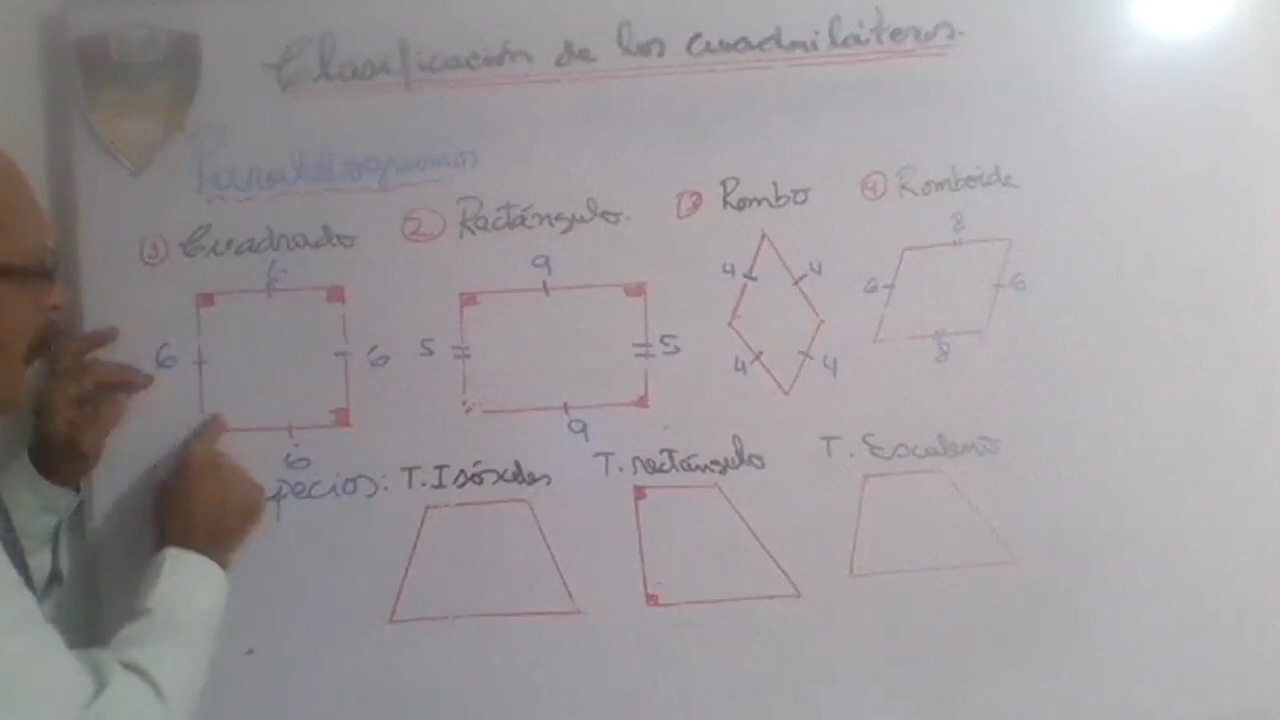 Clasificación de los cuadriláteros.
Paralelogramos
① Cuadrado
② Rectángulo.
③ Rombo
④ Romboide
6
6
6
6
9
5
5
9
4
4
4
4
8
6
6
8
pecios: T. Isósceles
T. rectángulo
T. Escaleno